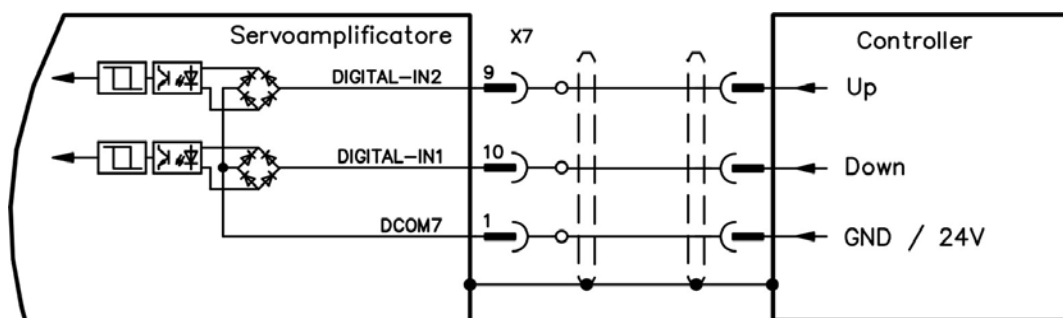 Servoamplificatore X7 Controller
DIGITAL-IN2 9 Up
DIGITAL-IN1 10 Down
DCOM7 1 GND / 24V